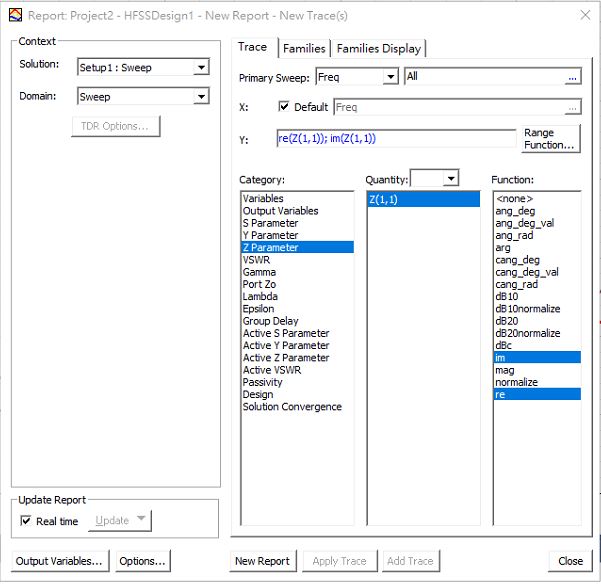 Report: Project2 - HFSSDesign1 - New Report - New Trace(s)
Context
Solution: Setup1 : Sweep
Domain: Sweep
TDR Options...
Update Report
Real time Update
Output Variables... Options...
Trace Families Families Display
Primary Sweep: Freq All ...
X: Default Freq ...
Y: re(Z(1,1)); im(Z(1,1)) Range
Function...
Category: Quantity: Function:
Variables
Output Variables
S Parameter
Y Parameter
Z Parameter
VSWR
Gamma
Port Zo
Lambda
Epsilon
Group Delay
Active S Parameter
Active Y Parameter
Active Z Parameter
Active VSWR
Passivity
Design
Solution Convergence
Z(1,1)
<none>
ang_deg
ang_deg_val
ang_rad
arg
cang_deg
cang_deg_val
cang_rad
dB10
dB10normalize
dB20
dB20normalize
dBc
im
mag
normalize
re
New Report Apply Trace Add Trace Close